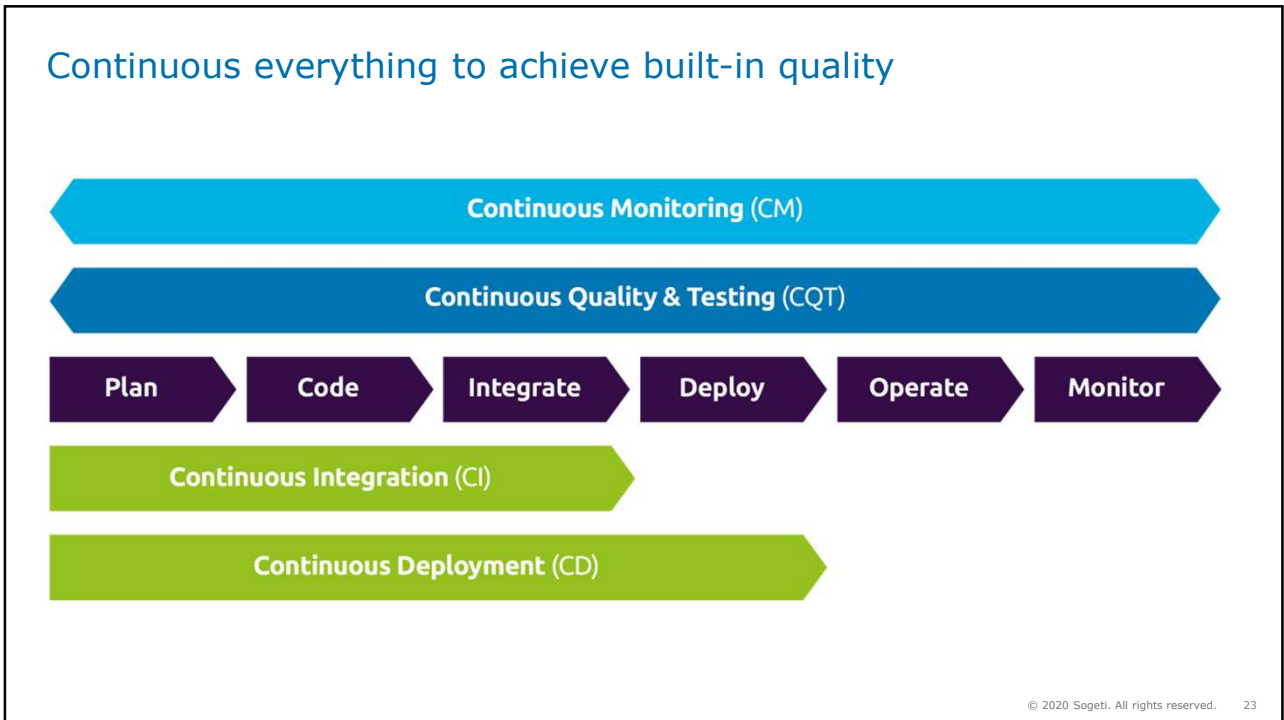 Continuous everything to achieve built-in quality
Continuous Monitoring (CM)
Continuous Quality & Testing (CQT)
Plan
Code
Integrate
Deploy
Operate
Monitor
Continuous Integration (CI)
Continuous Deployment (CD)
© 2020 Sogeti. All rights reserved. 23